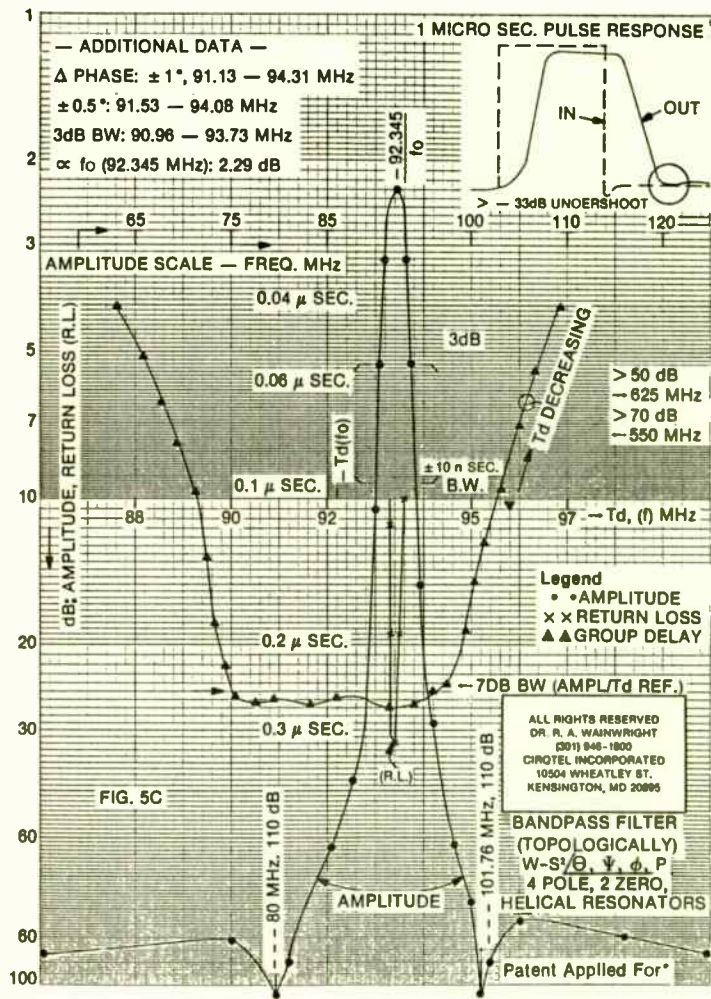 1
1 MICRO SEC. PULSE RESPONSE
— ADDITIONAL DATA —
Δ PHASE: ± 1°, 91.13 — 94.31 MHz
± 0.5°: 91.53 — 94.08 MHz
3dB BW: 90.96 — 93.73 MHz
∝ fo (92.345 MHz): 2.29 dB
– 92.345
fo
IN
OUT
> – 33dB UNDERSHOOT
2
65 75 85 100 110 120
3
AMPLITUDE SCALE — FREQ. MHz
0.04 μ SEC.
3dB
5
0.06 μ SEC.
Td DECREASING
> 50 dB
→ 625 MHz
> 70 dB
← 550 MHz
7
– Td(fo)
± 10 n SEC.
B.W.
0.1 μ SEC.
10
88 90 92 95 97 – Td, (f) MHz
dB; AMPLITUDE, RETURN LOSS (R.L.)
Legend
• • AMPLITUDE
× × RETURN LOSS
▲ ▲ GROUP DELAY
20
0.2 μ SEC.
← 7DB BW (AMPL/Td REF.)
30
0.3 μ SEC.
(R.L.)
ALL RIGHTS RESERVED
DR. R. A. WAINWRIGHT
(301) 946-1800
CIRQTEL INCORPORATED
10504 WHEATLEY ST.
KENSINGTON, MD 20895
FIG. 5C
– – 80 MHz, 110 dB
– – 101.76 MHz, 110 dB
60
BANDPASS FILTER
(TOPOLOGICALLY)
W-S² / Θ, Ψ, φ, P
4 POLE, 2 ZERO,
HELICAL RESONATORS
AMPLITUDE
80
100
Patent Applied For*